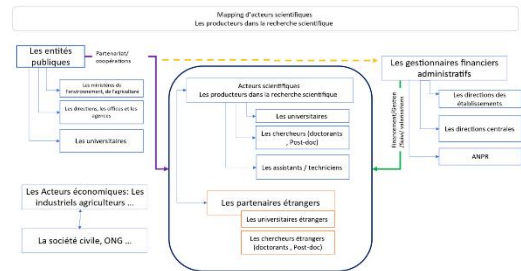 Mapping d'acteurs scientifiques
Les producteurs dans la recherche scientifique
Les entités
publiques
Partenariat/
coopérations
Les ministères de
l'environnement, de l'agriculture
Les directions, les offices et les
agences
Les universitaires
Les Acteurs économiques: Les
industriels agriculteurs ...
La société civile, ONG ...
Acteurs scientifiques
Les producteurs dans la recherche scientifique
Les universitaires
Les chercheurs (doctorants
, Post-doc)
Les assistants / techniciens
Les partenaires étrangers
Les universitaires étrangers
Les chercheurs étrangers
(doctorants , Post-doc)
Les gestionnaires financiers
administratifs
Financement/Gestion
Les directions des
établissements
Les directions centrales
ANPR